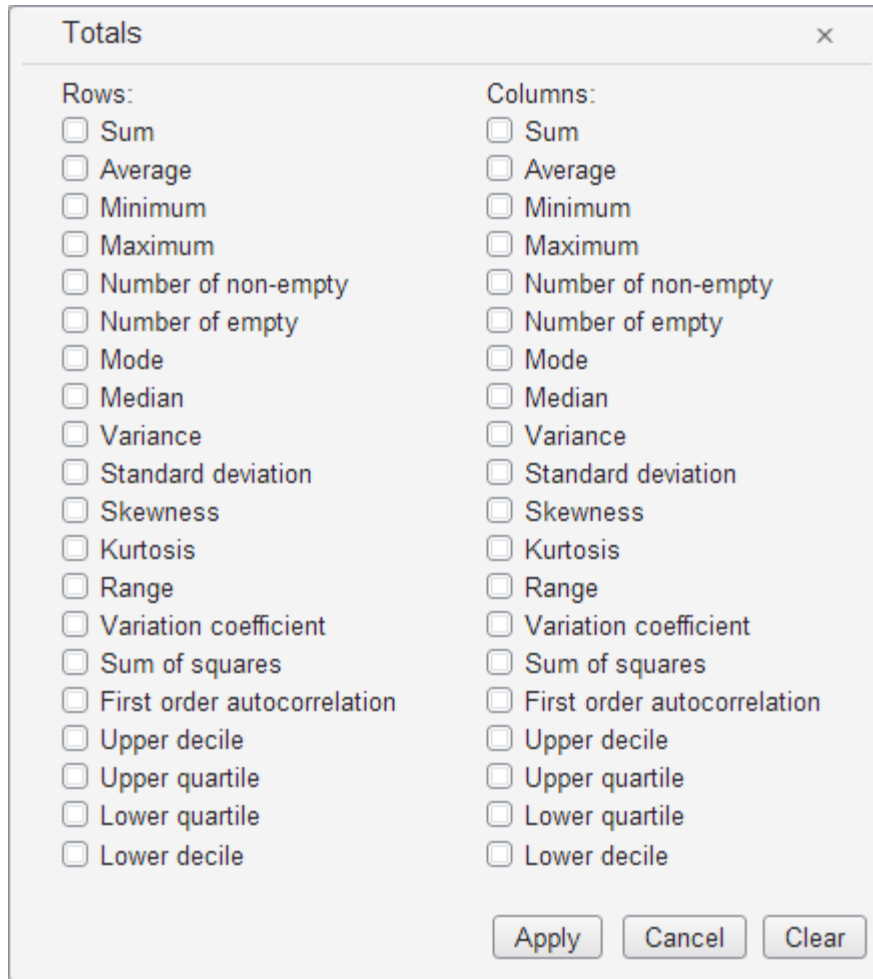 Totals ×
Rows:
Sum
Average
Minimum
Maximum
Number of non-empty
Number of empty
Mode
Median
Variance
Standard deviation
Skewness
Kurtosis
Range
Variation coefficient
Sum of squares
First order autocorrelation
Upper decile
Upper quartile
Lower quartile
Lower decile
Columns:
Sum
Average
Minimum
Maximum
Number of non-empty
Number of empty
Mode
Median
Variance
Standard deviation
Skewness
Kurtosis
Range
Variation coefficient
Sum of squares
First order autocorrelation
Upper decile
Upper quartile
Lower quartile
Lower decile
Apply Cancel Clear